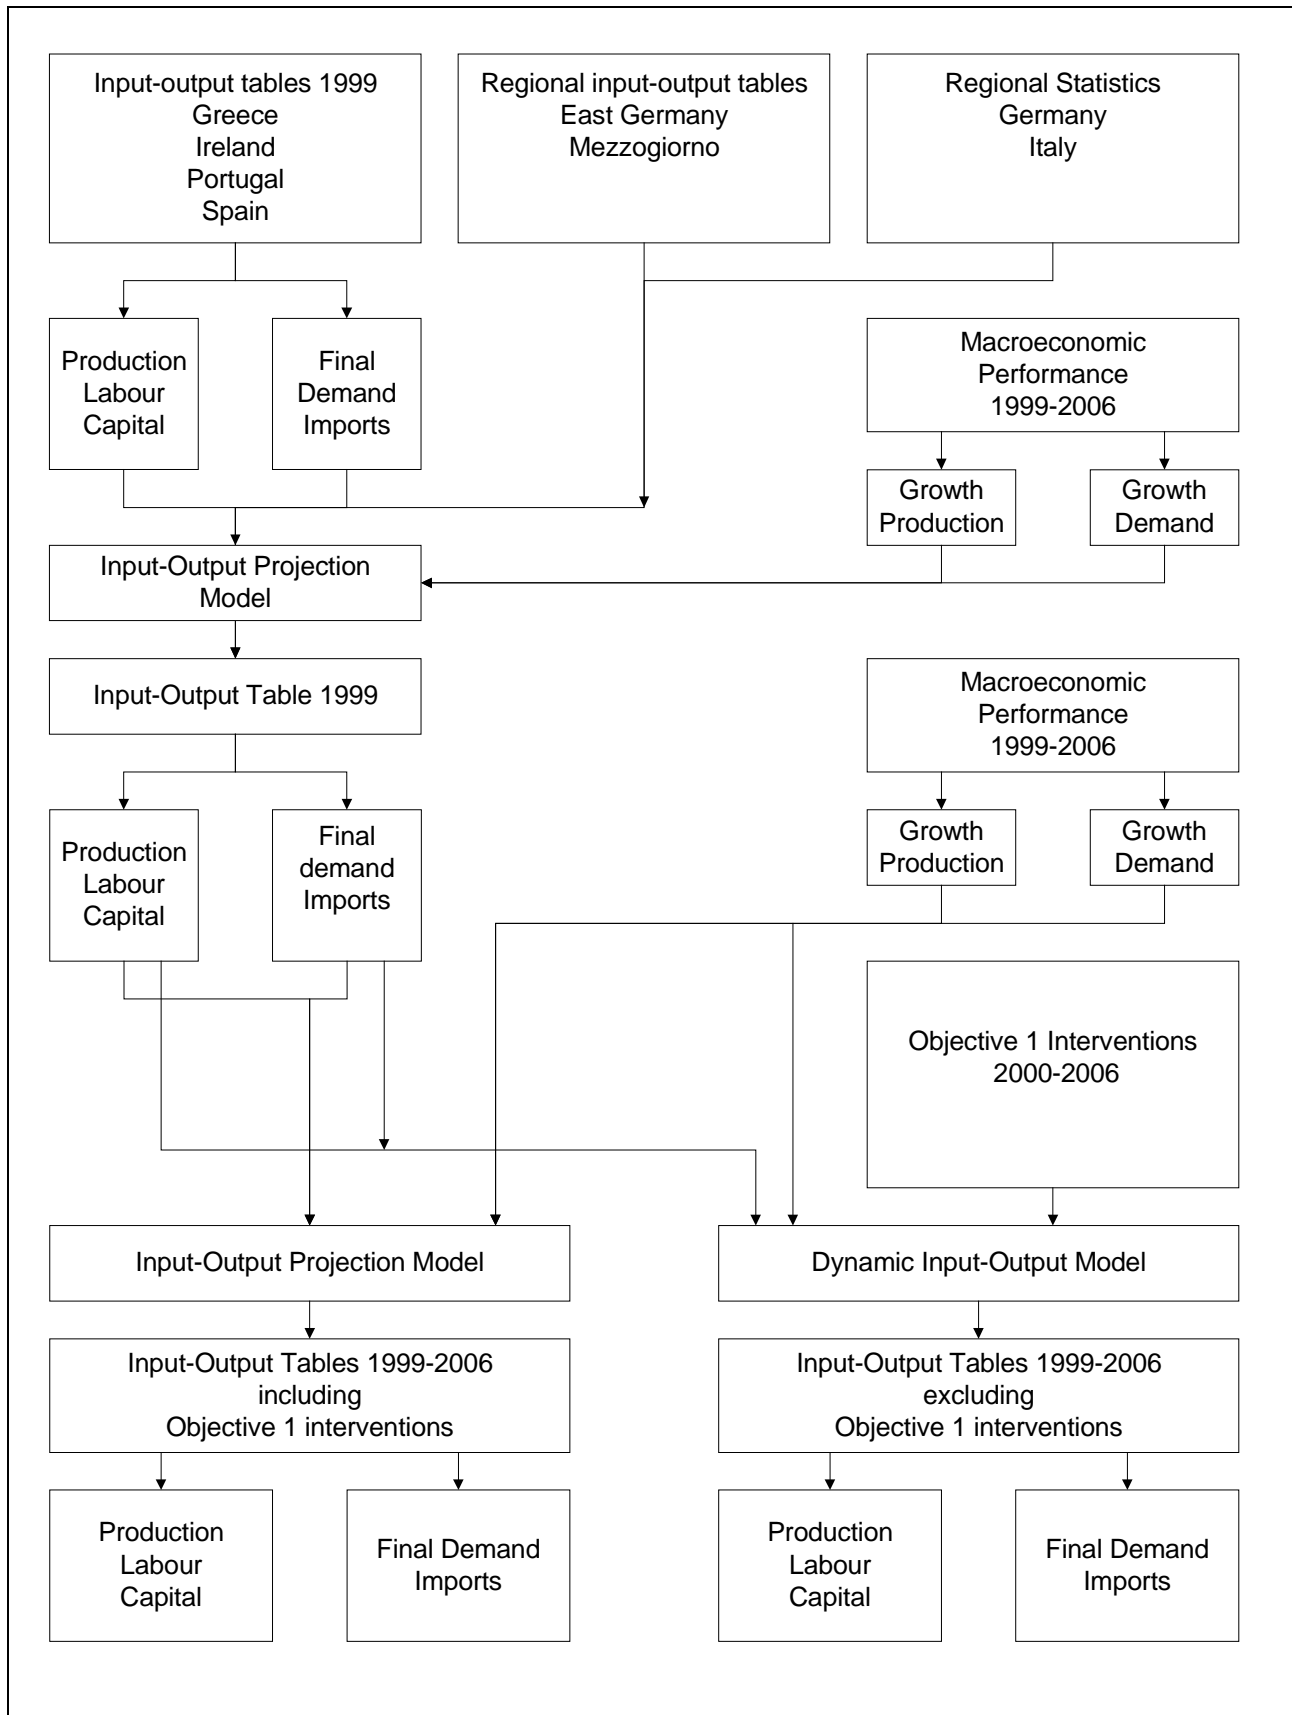 Input-output tables 1999
Greece
Ireland
Portugal
Spain
Regional input-output tables
East Germany
Mezzogiorno
Regional Statistics
Germany
Italy
Production
Labour
Capital
Final
Demand
Imports
Macroeconomic
Performance
1999-2006
Growth
Production
Growth
Demand
Input-Output Projection
Model
Input-Output Table 1999
Macroeconomic
Performance
1999-2006
Production
Labour
Capital
Final
demand
Imports
Growth
Production
Growth
Demand
Objective 1 Interventions
2000-2006
Input-Output Projection Model
Dynamic Input-Output Model
Input-Output Tables 1999-2006
including
Objective 1 interventions
Input-Output Tables 1999-2006
excluding
Objective 1 interventions
Production
Labour
Capital
Final Demand
Imports
Production
Labour
Capital
Final Demand
Imports